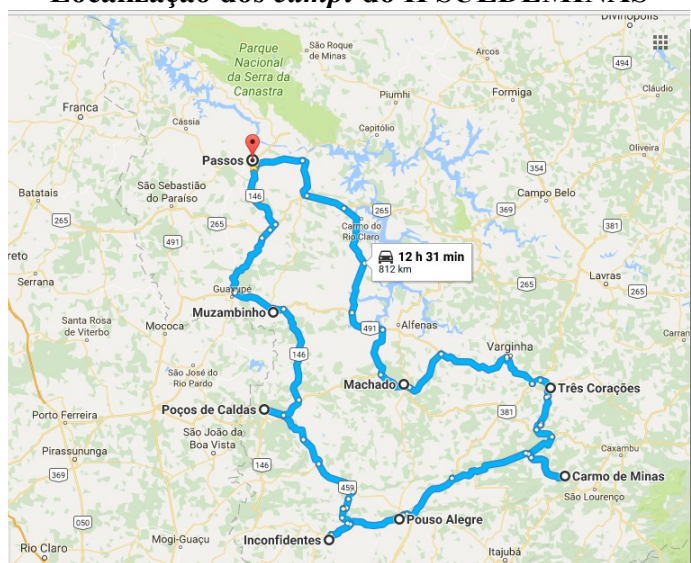 Localização dos campi do IFSULDEMINAS
Divinópolis
Parque
Nacional
da Serra da
Canastra
São Roque
de Minas
Arcos
494
Cláudio
Franca
Piumhi
Formiga
Cássia
Capitólio
Oliveira
Passos
354
São Sebastião
do Paraíso
146
Batatais
265
Campo Belo
369
265
265
Carmo do
Rio Claro
381
491
12 h 31 min
812 km
Lavras
Serrana
265
265
Guaxupé
Muzambinho
Santa Rosa
de Viterbo
Mococa
491
Alfenas
Varginha
146
São José do
Rio Pardo
Machado
Três Corações
Poços de Caldas
381
Porto Ferreira
São João da
Boa Vista
Caxambu
Pirassununga
146
369
Carmo de Minas
459
São Lourenço
050
Pouso Alegre
Mogi-Guaçu
Inconfidentes
Rio Claro
Itajubá